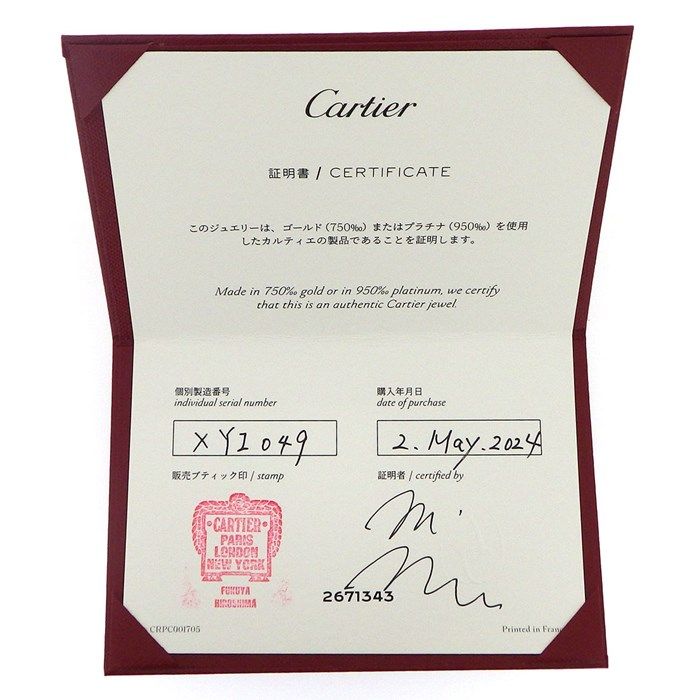 Cartier
証明書 / CERTIFICATE
このジュエリーは、ゴールド（750‰）またはプラチナ（950‰）を使用
したカルティエの製品であることを証明します。
Made in 750‰ gold or in 950‰ platinum, we certify
that this is an authentic Cartier jewel.
個別製造番号
individual serial number
XYI049
購入年月日
date of purchase
2. May. 2024
販売ブティック印 / stamp
CARTIER
PARIS
LONDON
NEW YORK
FUKUYA
HIROSHIMA
証明者 / certified by
2671343
CRPC001705
Printed in Franc